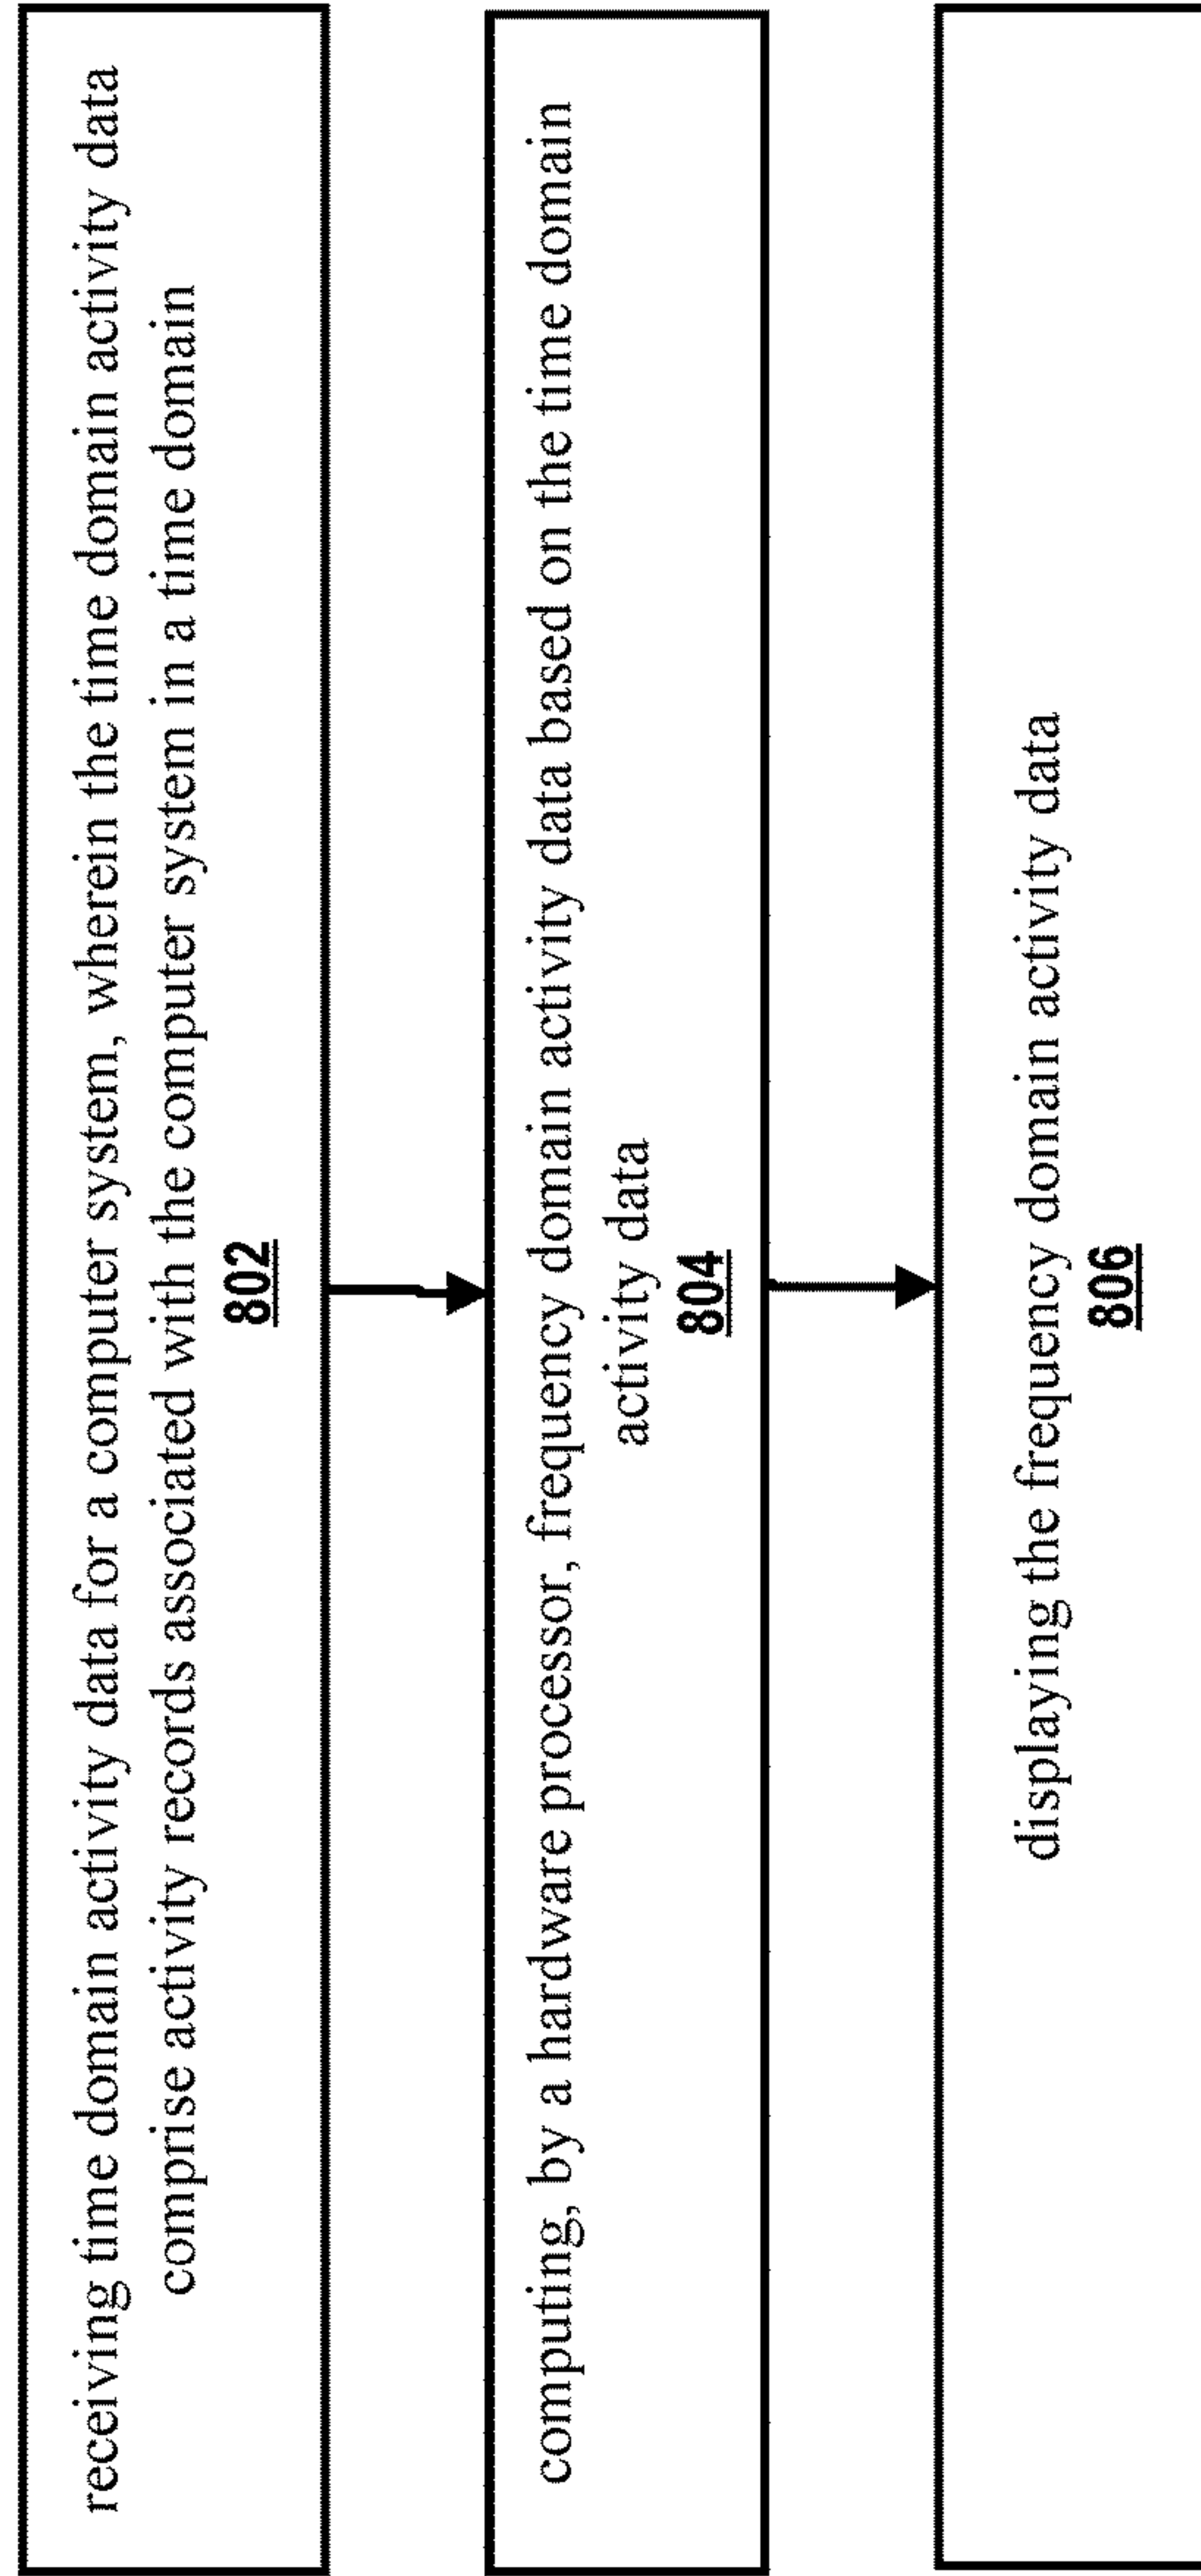 receiving time domain activity data for a computer system, wherein the time domain activity data
comprise activity records associated with the computer system in a time domain
802
computing, by a hardware processor, frequency domain activity data based on the time domain
activity data
804
displaying the frequency domain activity data
806